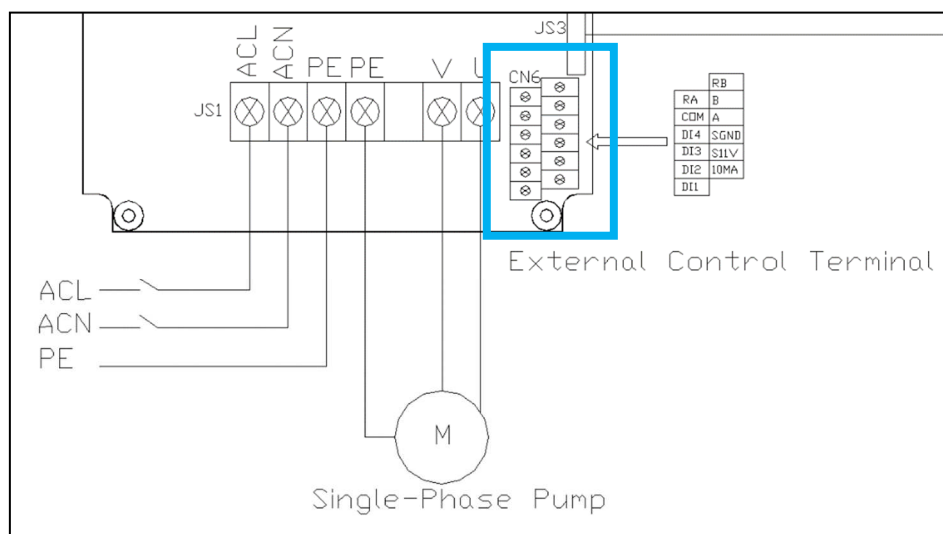 JS3
ACL ACN PE PE V U
CN6
JS1
RB
RA B
COM A
DI4 SGND
DI3 S11V
DI2 10MA
DI1
External Control Terminal
ACL
ACN
PE
M
Single-Phase Pump